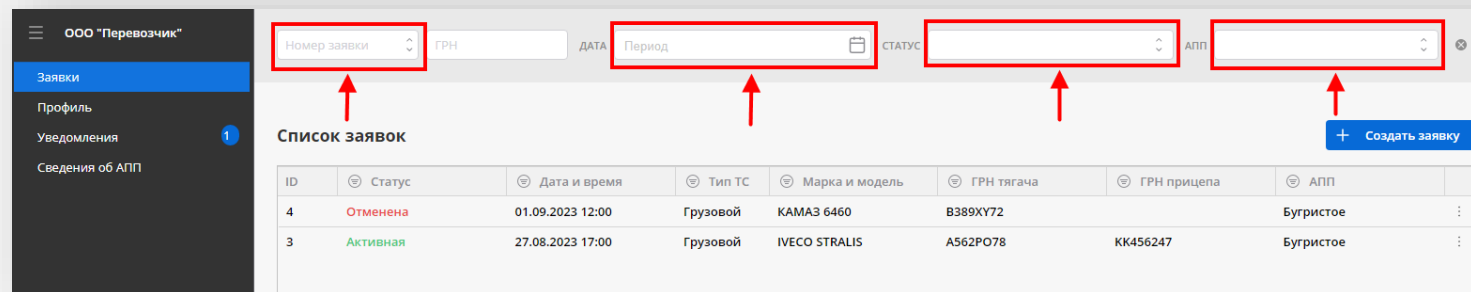 ООО "Перевозчик"
Номер заявки ГРН ДАТА Период СТАТУС АПП
Заявки
Профиль
Уведомления 1
Сведения об АПП
Список заявок
Создать заявку
ID Статус Дата и время Тип ТС Марка и модель ГРН тягача ГРН прицепа АПП
4 Отменена 01.09.2023 12:00 Грузовой КАМАЗ 6460 В389ХУ72 Бугристое
3 Активная 27.08.2023 17:00 Грузовой IVECO STRALIS А562РО78 КК456247 Бугристое